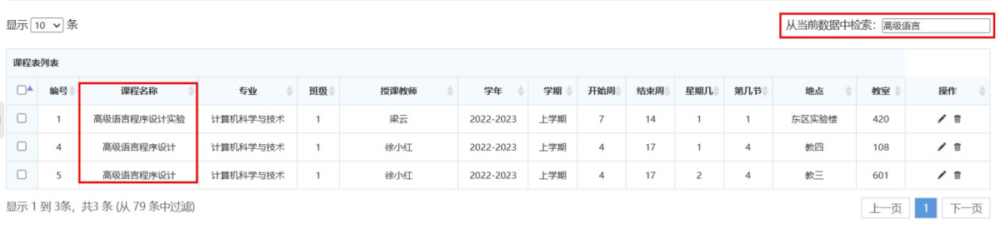 显示 10 条
从当前数据中检索: 高级语言
课程表列表
编号 课程名称 专业 班级 授课教师 学年 学期 开始周 结束周 星期几 第几节 地点 教室 操作
1 高级语言程序设计实验 计算机科学与技术 1 梁云 2022-2023 上学期 7 14 1 1 东区实验楼 420
4 高级语言程序设计 计算机科学与技术 1 徐小红 2022-2023 上学期 4 17 1 4 教四 108
5 高级语言程序设计 计算机科学与技术 1 徐小红 2022-2023 上学期 4 17 2 4 教三 601
显示 1 到 3条, 共3 条 (从 79 条中过滤)
上一页 1 下一页